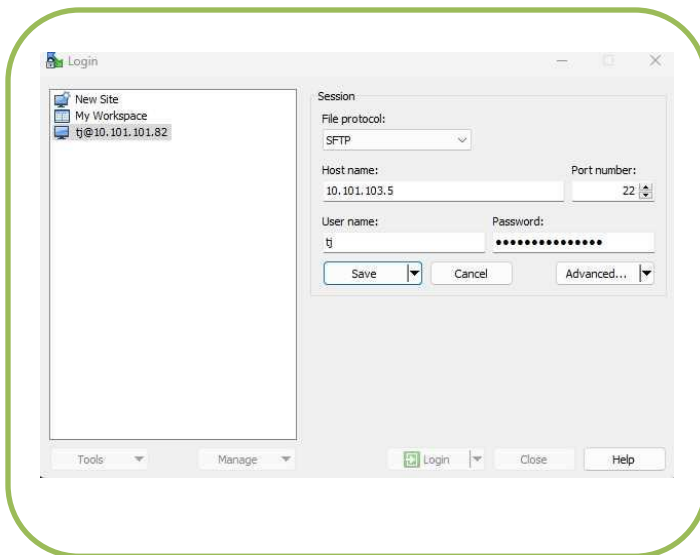 Login
New Site
My Workspace
tj@10.101.101.82
Session
File protocol:
SFTP
Host name:
Port number:
10.101.103.5
22
User name:
Password:
tj
•••••••••••••••
Save
Cancel
Advanced...
Tools
Manage
Login
Close
Help